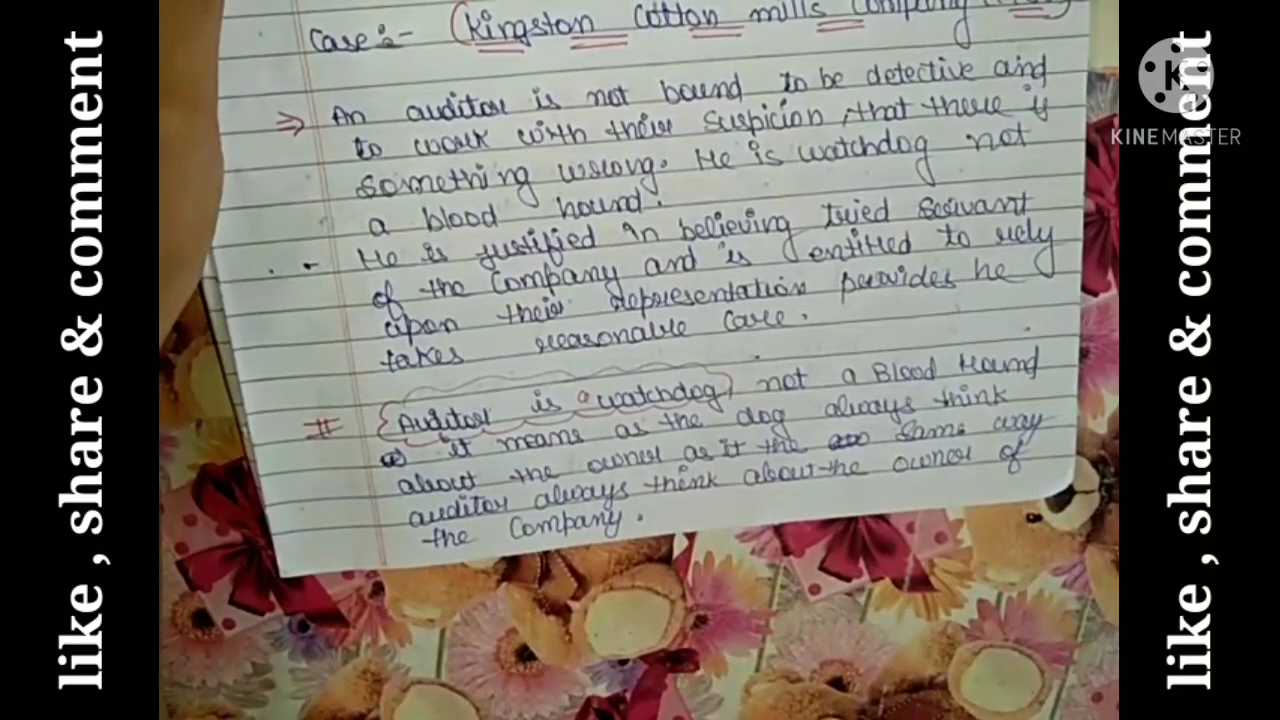 Case :- (Kingston Cotton mills Company
⇒ An auditor is not bound to be detective and
to work with their suspicion, that there is
something wrong. He is watchdog not
a blood hound.
- He is justified in believing tried servant
of the Company and is entitled to rely
upon their representation provides he
takes reasonable care.
# Auditor is a watchdog, not a Blood Hound
it means as the dog always think
about the owner as it the same way
auditor always think about the owner of
the Company.
like , share & comment
like , share & comment
K
KINEMASTER